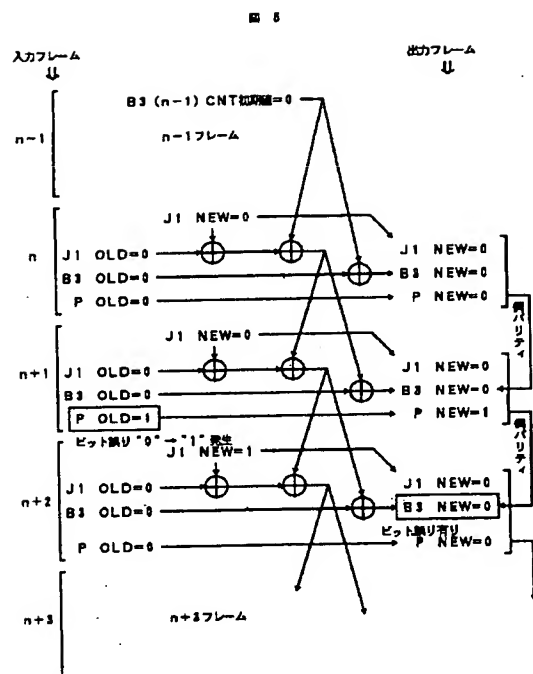 図 5
入力フレーム
⇓
出力フレーム
⇓
B3 (n−1) CNT初期値=0
n−1
n−1フレーム
J1 NEW=0
n
J1 OLD=0
B3 OLD=0
P OLD=0
J1 NEW=0
B3 NEW=0
P NEW=0
偶パリティ
J1 NEW=0
n+1
J1 OLD=0
B3 OLD=0
P OLD=1
J1 NEW=0
B3 NEW=0
P NEW=1
偶パリティ
ビット誤り "0"→"1" 発生
J1 NEW=1
n+2
J1 OLD=0
B3 OLD=
P OLD=0
J1 NEW=0
B3 NEW=0
ビット誤り有り
P NEW=0
n+3
n+3フレーム